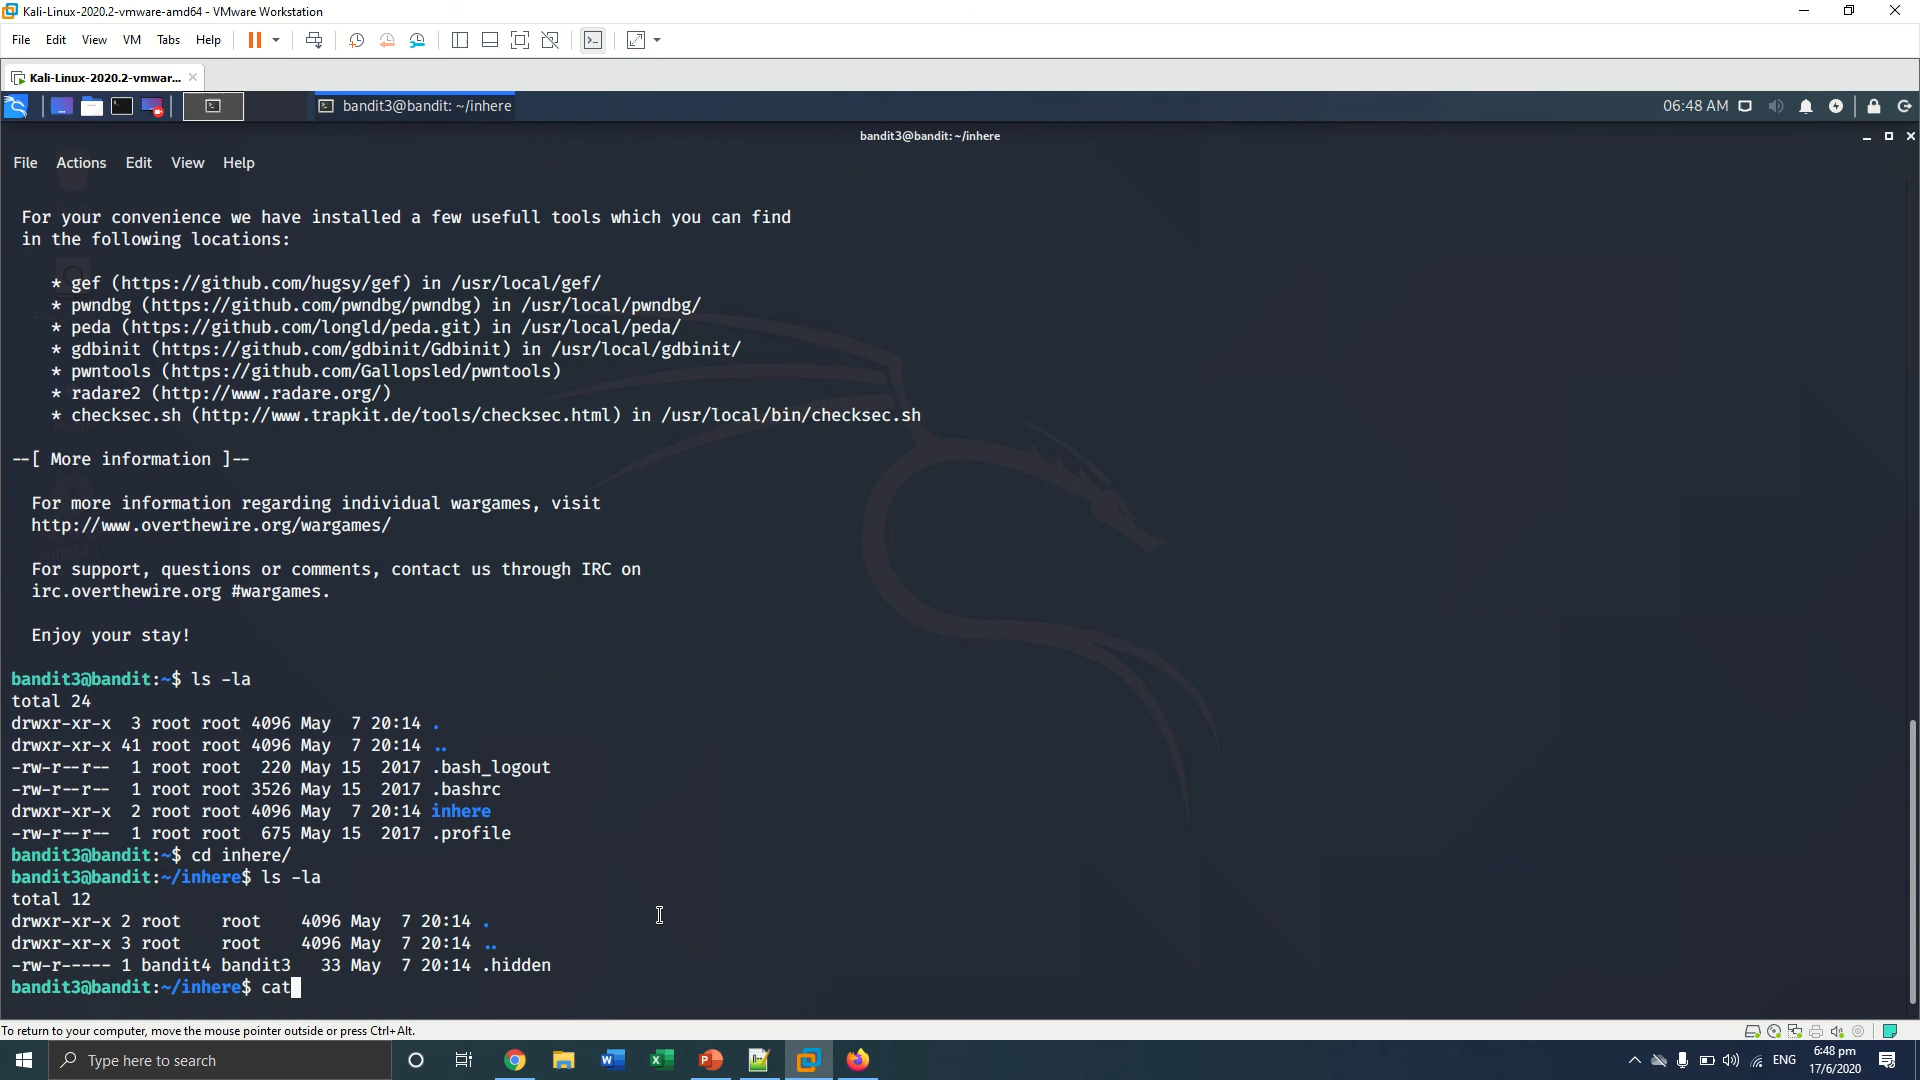 Kali-Linux-2020.2-vmware-amd64 - VMware Workstation
File Edit View VM Tabs Help
Kali-Linux-2020.2-vmwar...
bandit3@bandit: ~/inhere
06:48 AM
bandit3@bandit: ~/inhere
File Actions Edit View Help
For your convenience we have installed a few usefull tools which you can find
in the following locations:
* gef (https://github.com/hugsy/gef) in /usr/local/gef/
* pwndbg (https://github.com/pwndbg/pwndbg) in /usr/local/pwndbg/
* peda (https://github.com/longld/peda.git) in /usr/local/peda/
* gdbinit (https://github.com/gdbinit/Gdbinit) in /usr/local/gdbinit/
* pwntools (https://github.com/Gallopsled/pwntools)
* radare2 (http://www.radare.org/)
* checksec.sh (http://www.trapkit.de/tools/checksec.html) in /usr/local/bin/checksec.sh
--[ More information ]--
For more information regarding individual wargames, visit
http://www.overthewire.org/wargames/
For support, questions or comments, contact us through IRC on
irc.overthewire.org #wargames.
Enjoy your stay!
bandit3@bandit:~$ ls -la
total 24
drwxr-xr-x  3 root root 4096 May  7 20:14 .
drwxr-xr-x 41 root root 4096 May  7 20:14 ..
-rw-r--r--  1 root root  220 May 15  2017 .bash_logout
-rw-r--r--  1 root root 3526 May 15  2017 .bashrc
drwxr-xr-x  2 root root 4096 May  7 20:14 inhere
-rw-r--r--  1 root root  675 May 15  2017 .profile
bandit3@bandit:~$ cd inhere/
bandit3@bandit:~/inhere$ ls -la
total 12
drwxr-xr-x 2 root    root    4096 May  7 20:14 .
drwxr-xr-x 3 root    root    4096 May  7 20:14 ..
-rw-r----- 1 bandit4 bandit3   33 May  7 20:14 .hidden
bandit3@bandit:~/inhere$ cat
To return to your computer, move the mouse pointer outside or press Ctrl+Alt.
Type here to search
ENG
6:48 pm
17/6/2020